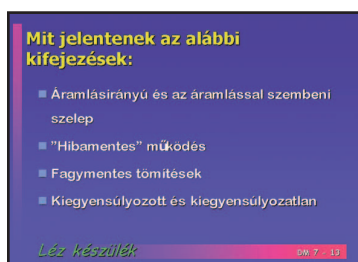 Mit jelentenek az alábbi
kifejezések:
Áramlásirányú és az áramlással szembeni
szelep
"Hibamentes" működés
Fagymentes tömítések
Kiegyensúlyozott és kiegyensúlyozatlan
Léz készülék
DM 7 - 13